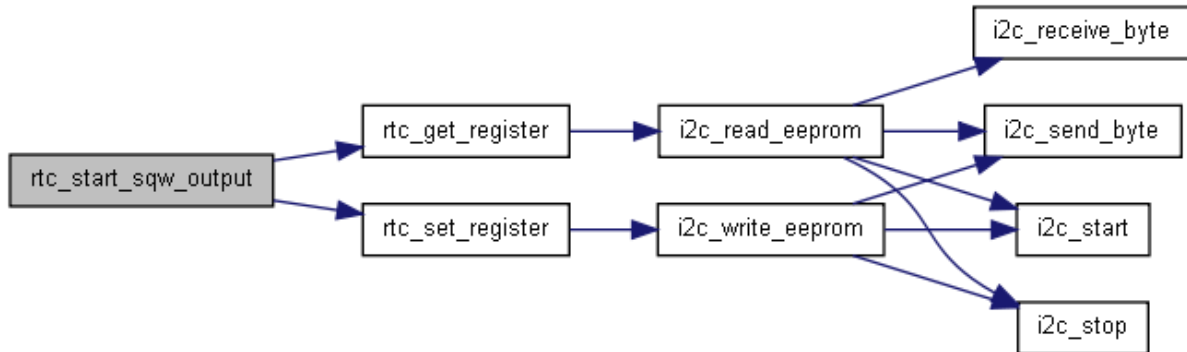 rtc_start_sqw_output
rtc_get_register
rtc_set_register
i2c_read_eeprom
i2c_write_eeprom
i2c_receive_byte
i2c_send_byte
i2c_start
i2c_stop